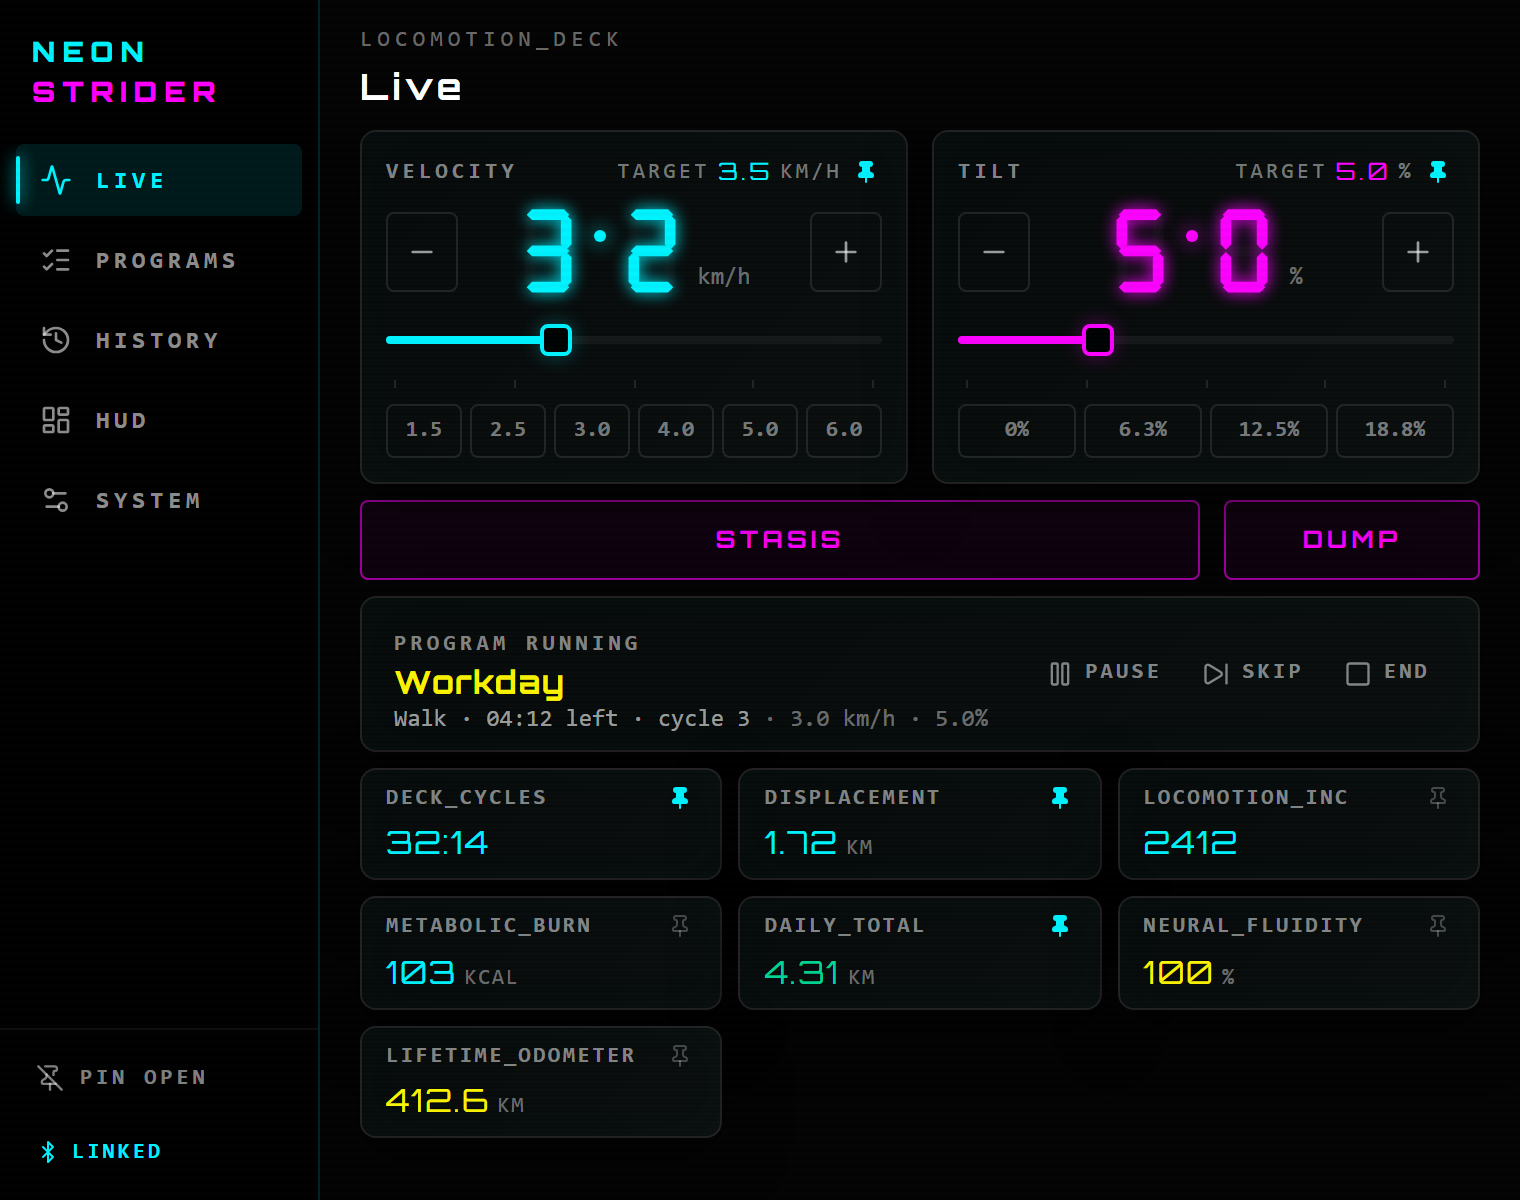 NEON
STRIDER
LIVE
PROGRAMS
HISTORY
HUD
SYSTEM
PIN OPEN
LINKED
LOCOMOTION_DECK
Live
VELOCITY TARGET 3.5 KM/H
3.2 km/h
1.5 2.5 3.0 4.0 5.0 6.0
TILT TARGET 5.0 %
5.0 %
0% 6.3% 12.5% 18.8%
STASIS DUMP
PROGRAM RUNNING
Workday
Walk · 04:12 left · cycle 3 · 3.0 km/h · 5.0%
PAUSE SKIP END
DECK_CYCLES
32:14
DISPLACEMENT
1.72 KM
LOCOMOTION_INC
2412
METABOLIC_BURN
103 KCAL
DAILY_TOTAL
4.31 KM
NEURAL_FLUIDITY
100 %
LIFETIME_ODOMETER
412.6 KM